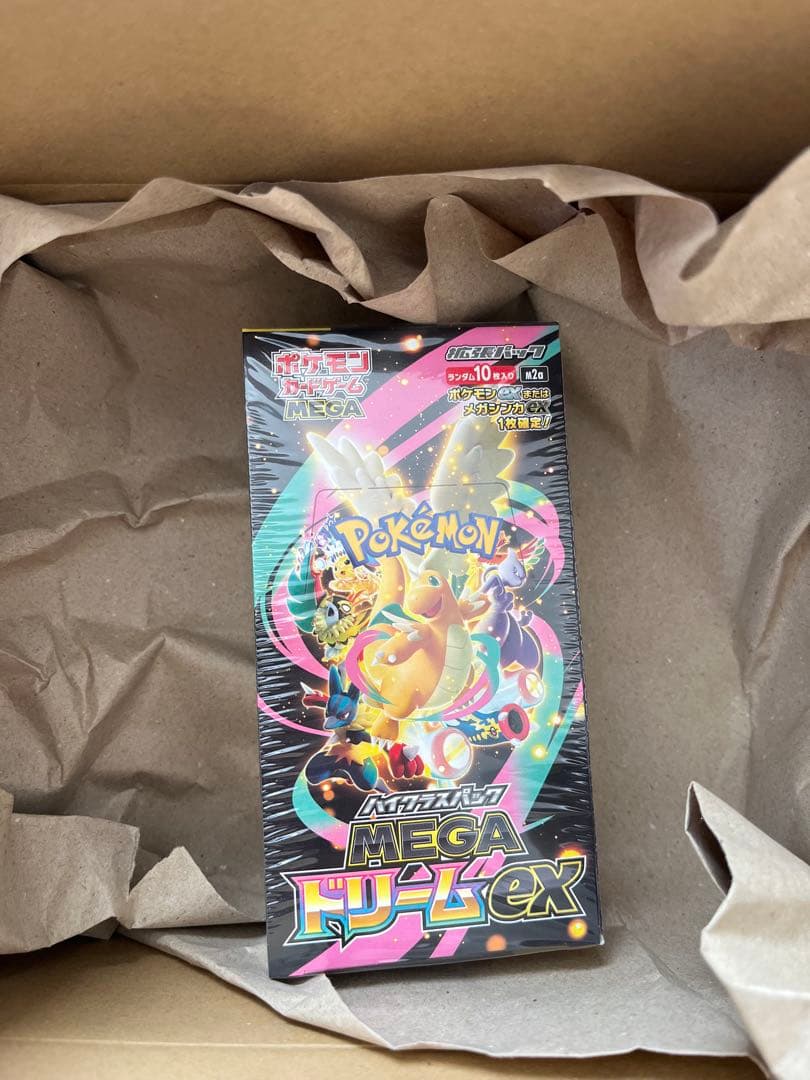 ポケモン
カードゲーム
MEGA
拡張パック
ランダム10枚入り M2a
ポケモンexまたは
メガシンカex
1枚確定!
POKÉMON
ハイクラスパック
MEGA
ドリームex